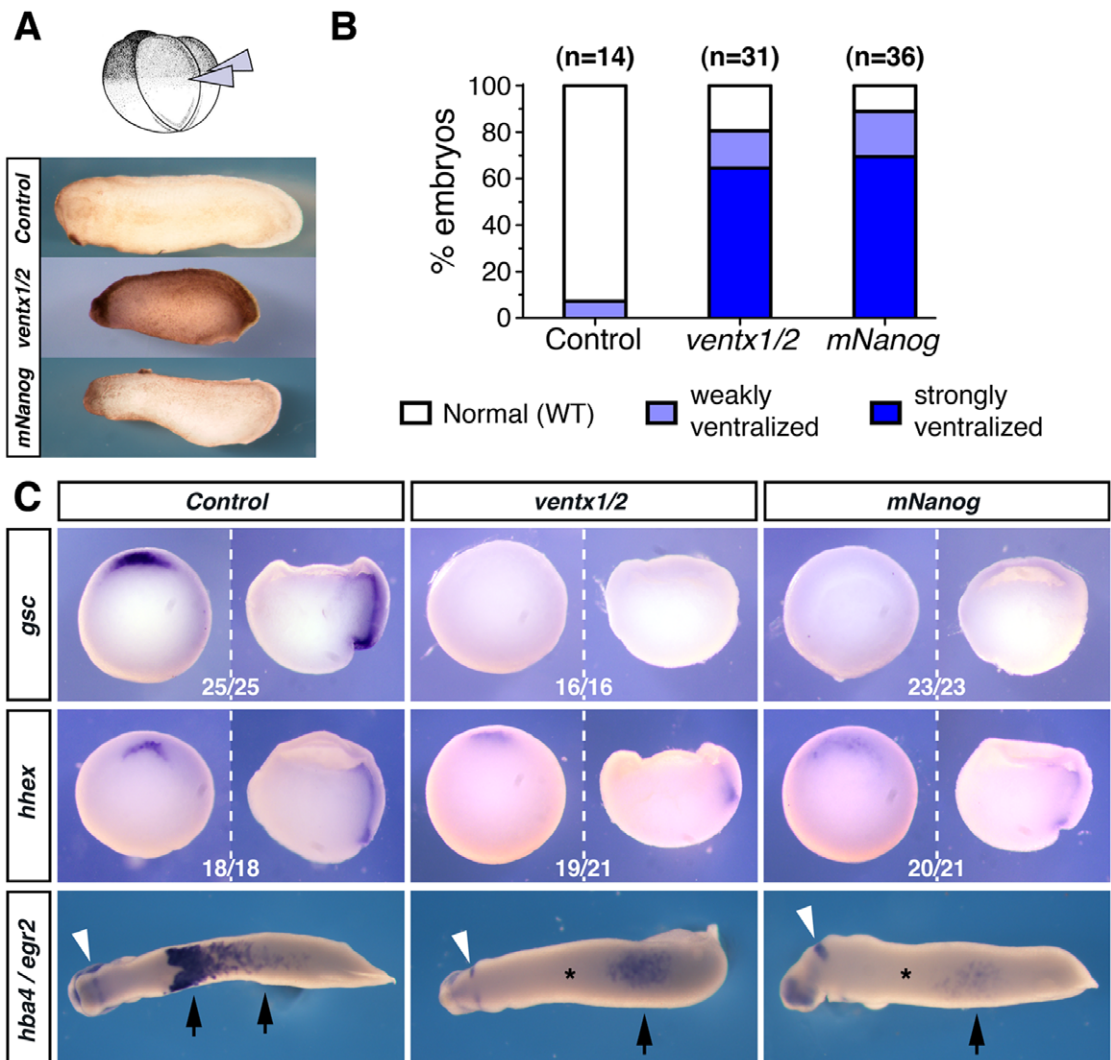 A
B
Control
ventx1/2
mNanog
(n=14)
(n=31)
(n=36)
% embryos
100
80
60
40
20
0
Control
ventx1/2
mNanog
Normal (WT)
weakly
ventralized
strongly
ventralized
C
Control
ventx1/2
mNanog
gsc
25/25
16/16
23/23
hhex
18/18
19/21
20/21
hba4 / egr2
*
*